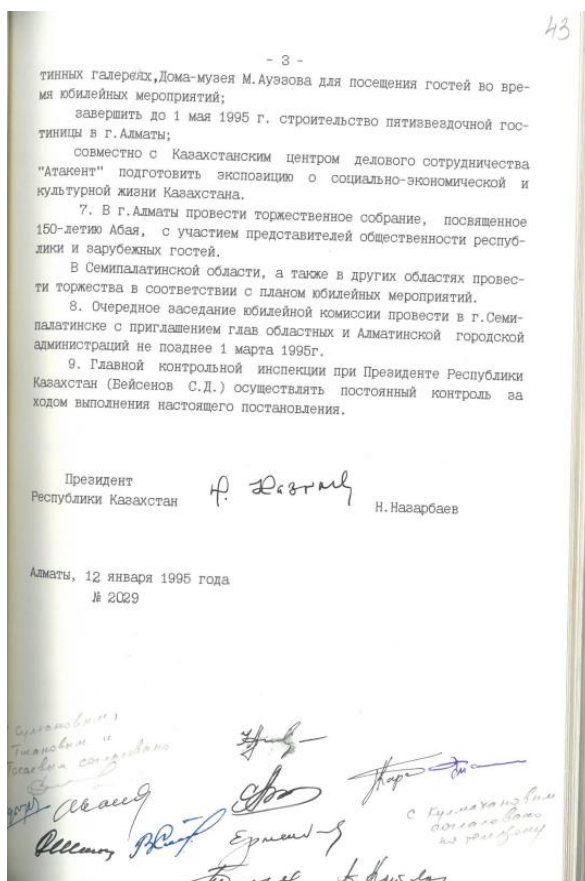 43
- 3 -
тинных галереях,Дома-музея М.Ауэзова для посещения гостей во вре-
мя юбилейных мероприятий;
завершить до 1 мая 1995 г. строительство пятизвездочной гос-
тиницы в г.Алматы;
совместно с Казахстанским центром делового сотрудничества
"Атакент" подготовить экспозицию о социально-экономической и
культурной жизни Казахстана.
7. В г.Алматы провести торжественное собрание, посвященное
150-летию Абая, с участием представителей общественности респуб-
лики и зарубежных гостей.
В Семипалатинской области, а также в других областях провес-
ти торжества в соответствии с планом юбилейных мероприятий.
8. Очередное заседание юбилейной комиссии провести в г.Семи-
палатинске с приглашением глав областных и Алматинской городской
администраций не позднее 1 марта 1995г.
9. Главной контрольной инспекции при Президенте Республики
Казахстан (Бейсенов С.Д.) осуществлять постоянный контроль за
ходом выполнения настоящего постановления.
Президент
Республики Казахстан
Н.Назарбаев
Алматы, 12 января 1995 года
№ 2029
согласовано
с Кулмахановым
согласовано
по телефону